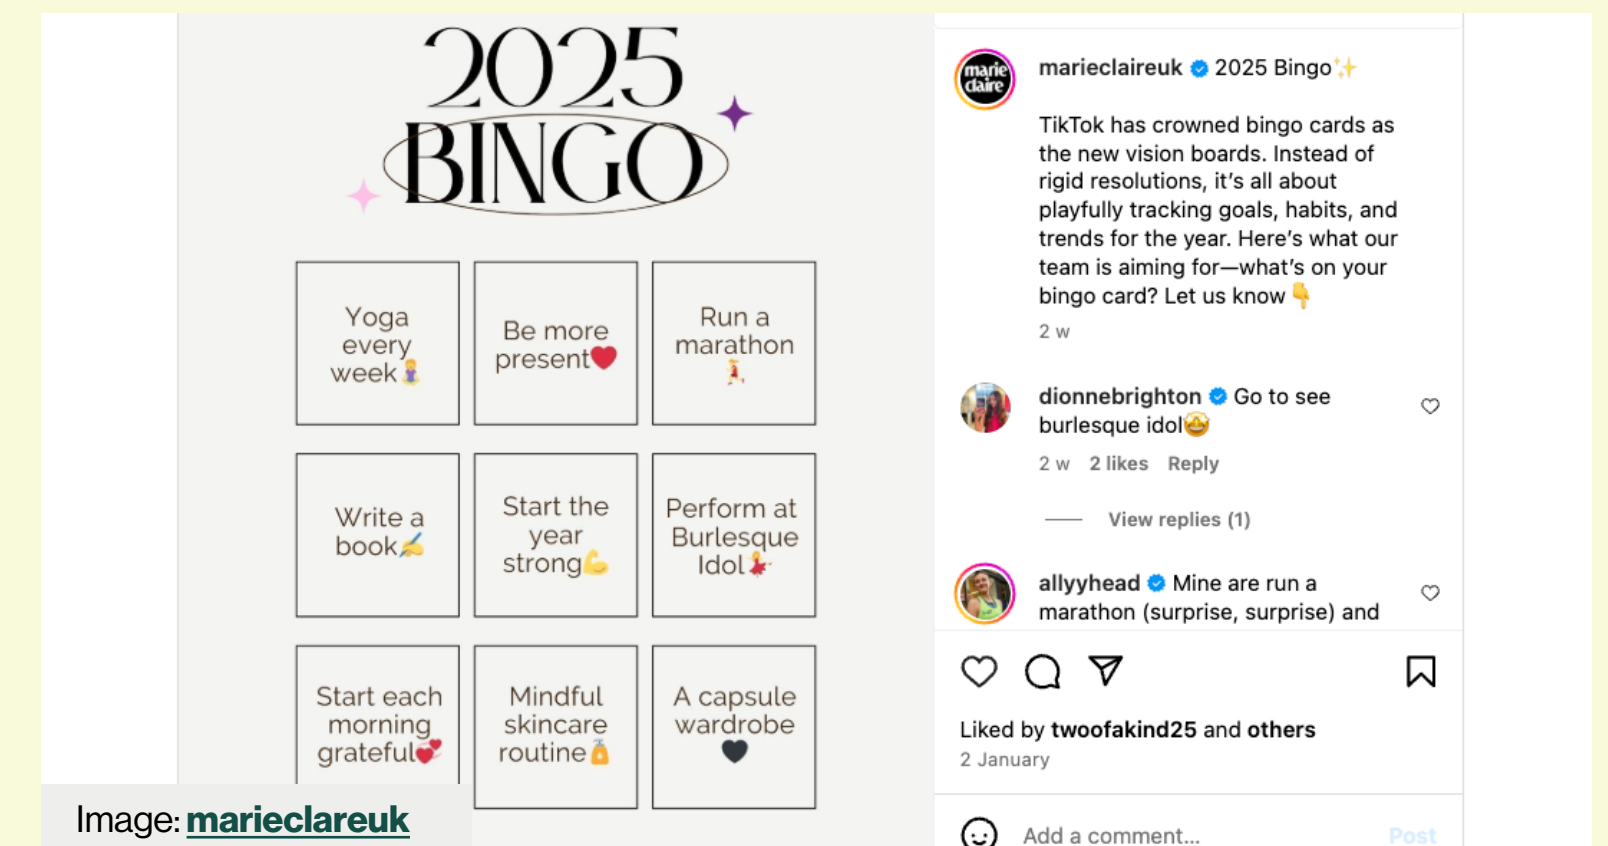 2025
BINGO
Yoga
every
week🧘‍♀️
Be more
present❤️
Run a
marathon
🏃‍♀️
Write a
book✍️
Start the
year
strong💪
Perform at
Burlesque
Idol💃
Start each
morning
grateful💞
Mindful
skincare
routine🧴
A capsule
wardrobe
🖤
Image: marieclareuk
marie
claire
marieclaireuk 2025 Bingo✨
TikTok has crowned bingo cards as
the new vision boards. Instead of
rigid resolutions, it's all about
playfully tracking goals, habits, and
trends for the year. Here's what our
team is aiming for—what's on your
bingo card? Let us know👇
2 w
dionnebrighton Go to see
burlesque idol🤩
2 w 2 likes Reply
View replies (1)
allyyhead Mine are run a
marathon (surprise, surprise) and
Liked by twoofakind25 and others
2 January
Add a comment... Post